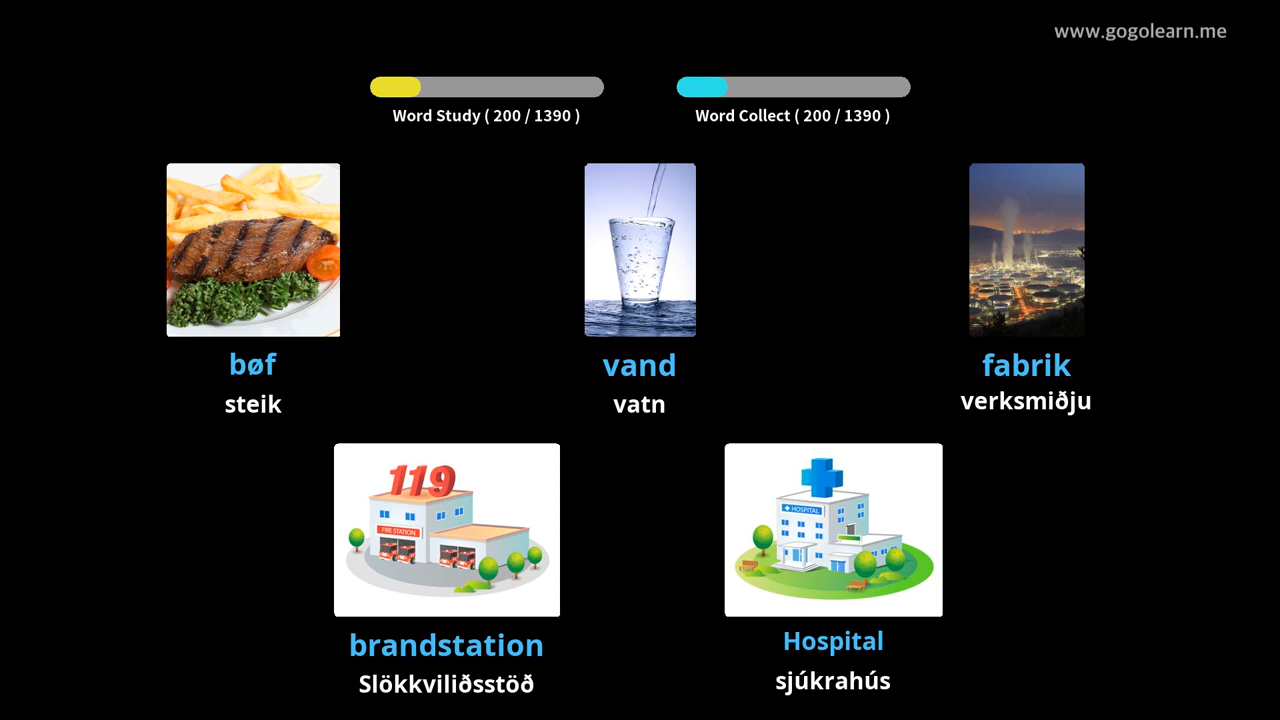 www.gogolearn.me
Word Study ( 200 / 1390 )
Word Collect ( 200 / 1390 )
bøf
vand
fabrik
steik
vatn
verksmiðju
119
FIRE STATION
HOSPITAL
brandstation
Hospital
Slökkviliðsstöð
sjúkrahús